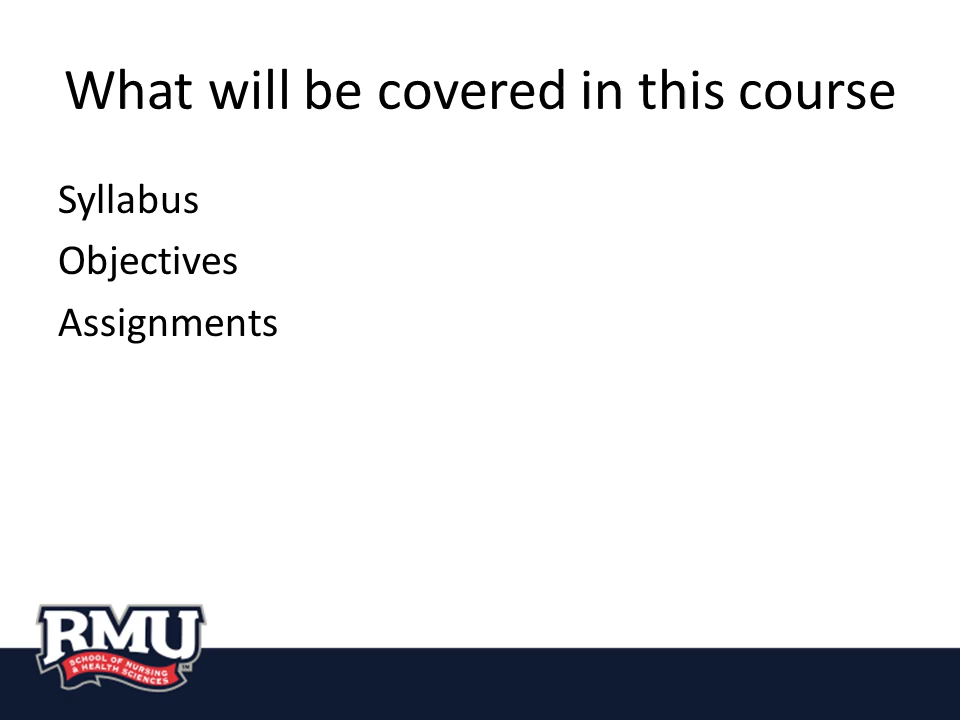 What will be covered in this course
Syllabus
Objectives
Assignments
RMU
SCHOOL OF NURSING
& HEALTH SCIENCES